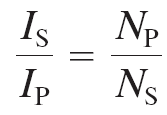 I_S / I_P = N_P / N_S